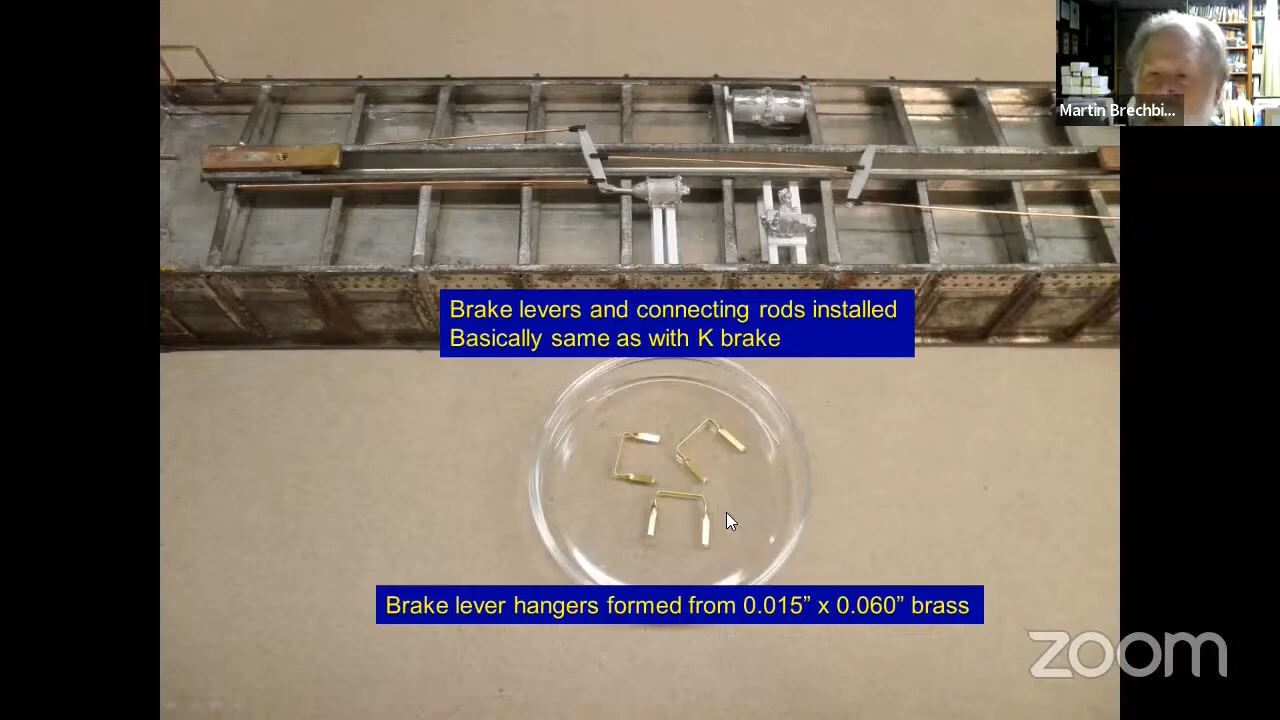 Martin Brechbi...
Brake levers and connecting rods installed
Basically same as with K brake
Brake lever hangers formed from 0.015” x 0.060” brass
zoom